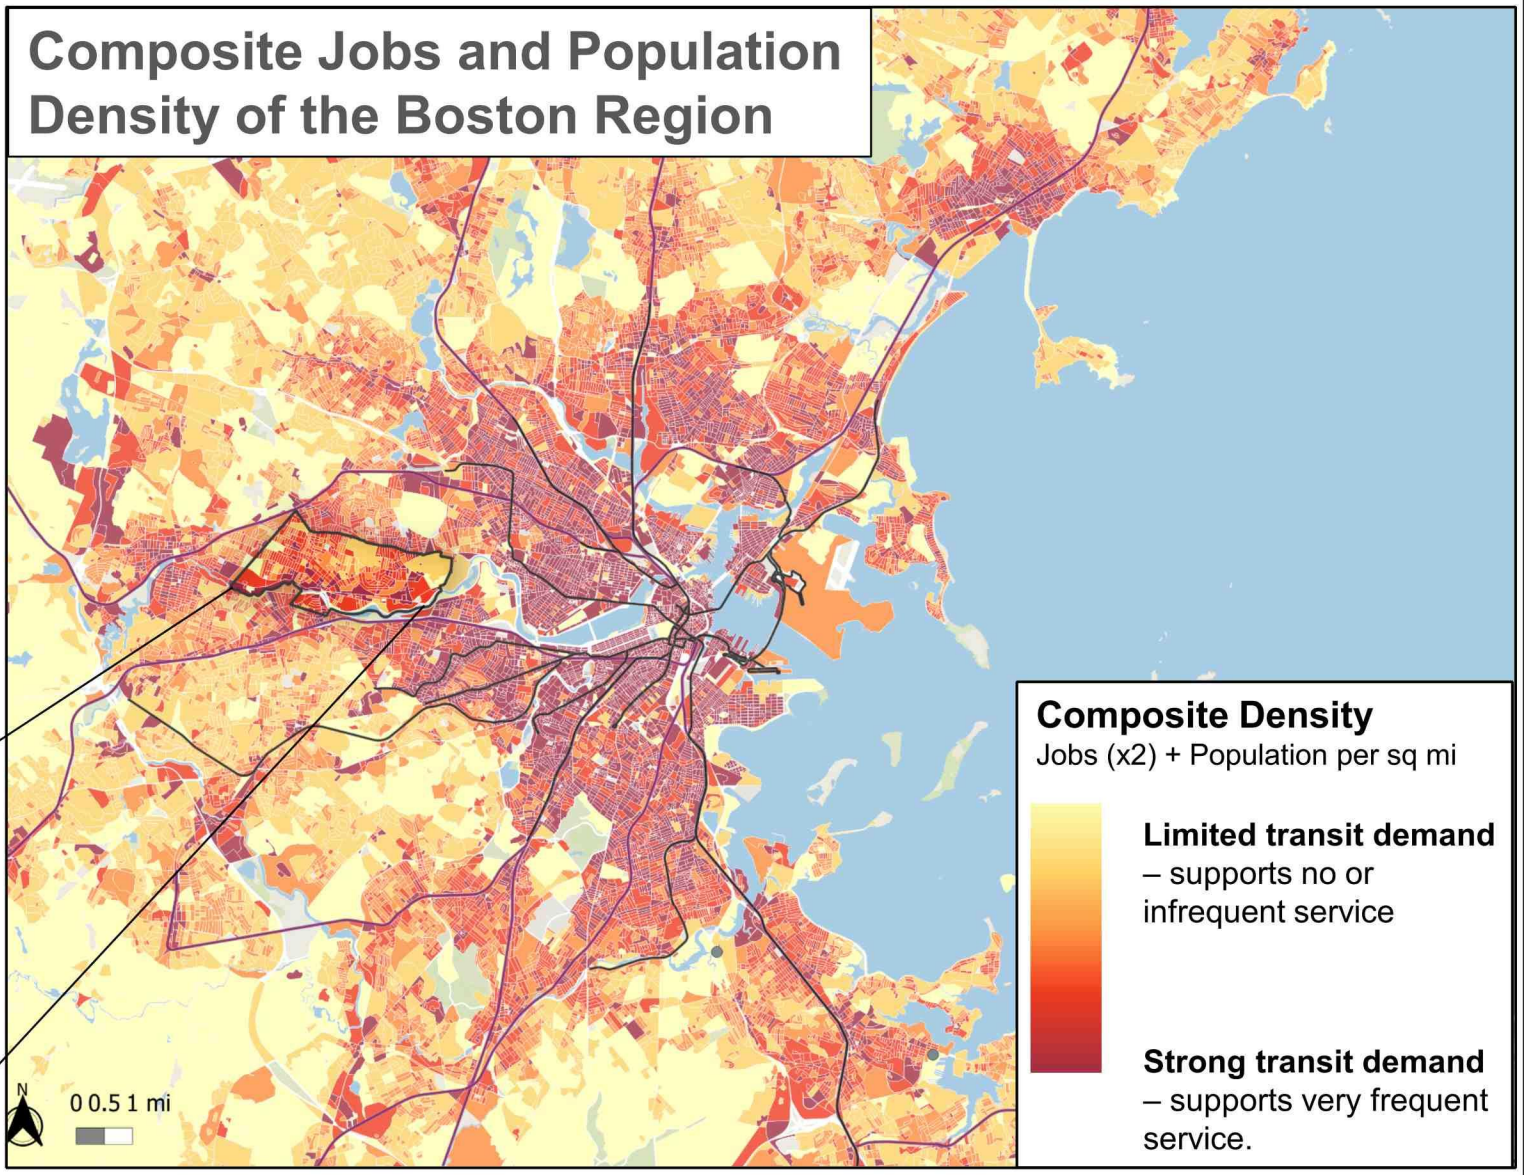 Composite Jobs and Population
Density of the Boston Region
Composite Density
Jobs (x2) + Population per sq mi
Limited transit demand
– supports no or
infrequent service
Strong transit demand
– supports very frequent
service.
N
0 0.5 1 mi